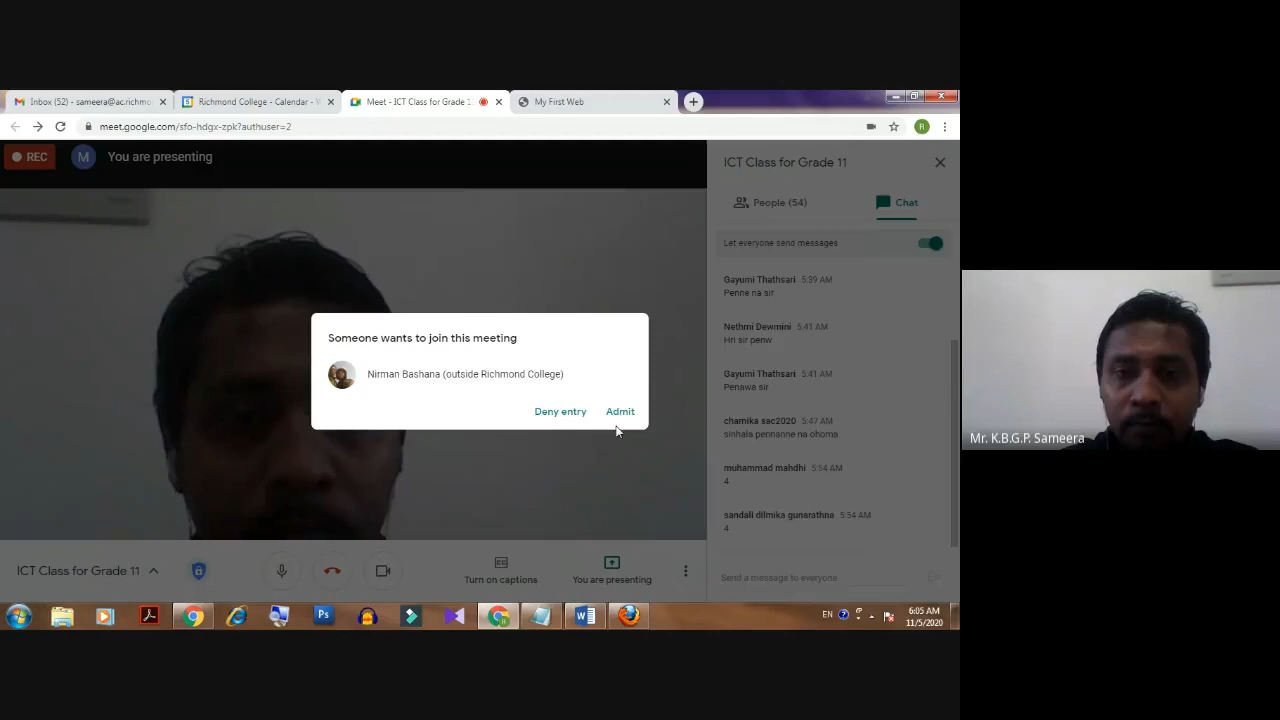 Inbox (52) - sameera@ac.richmo
Richmond College - Calendar - W
Meet - ICT Class for Grade 1
My First Web
meet.google.com/sfo-hdgx-zpk?authuser=2
R
REC
M
You are presenting
ICT Class for Grade 11
People (54)
Chat
Let everyone send messages
Gayumi Thathsari 5:39 AM
Penne na sir
Nethmi Dewmini 5:41 AM
Hri sir penw
Gayumi Thathsari 5:41 AM
Penawa sir
chamika sac2020 5:47 AM
sinhala pennanne na ohoma
muhammad mahdhi 5:54 AM
4
sandali dilmika gunarathna 5:54 AM
4
Send a message to everyone
Someone wants to join this meeting
Nirman Bashana (outside Richmond College)
Deny entry
Admit
Mr. K.B.G.P. Sameera
ICT Class for Grade 11
Turn on captions
You are presenting
Ps
W
EN
6:05 AM
11/5/2020